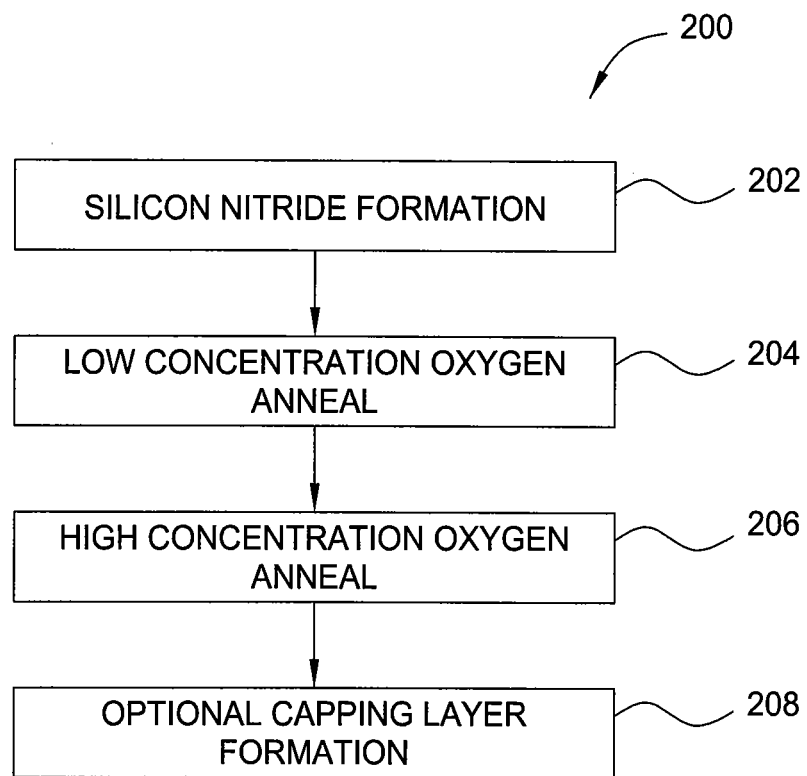 200
SILICON NITRIDE FORMATION
202
LOW CONCENTRATION OXYGEN
ANNEAL
204
HIGH CONCENTRATION OXYGEN
ANNEAL
206
OPTIONAL CAPPING LAYER
FORMATION
208